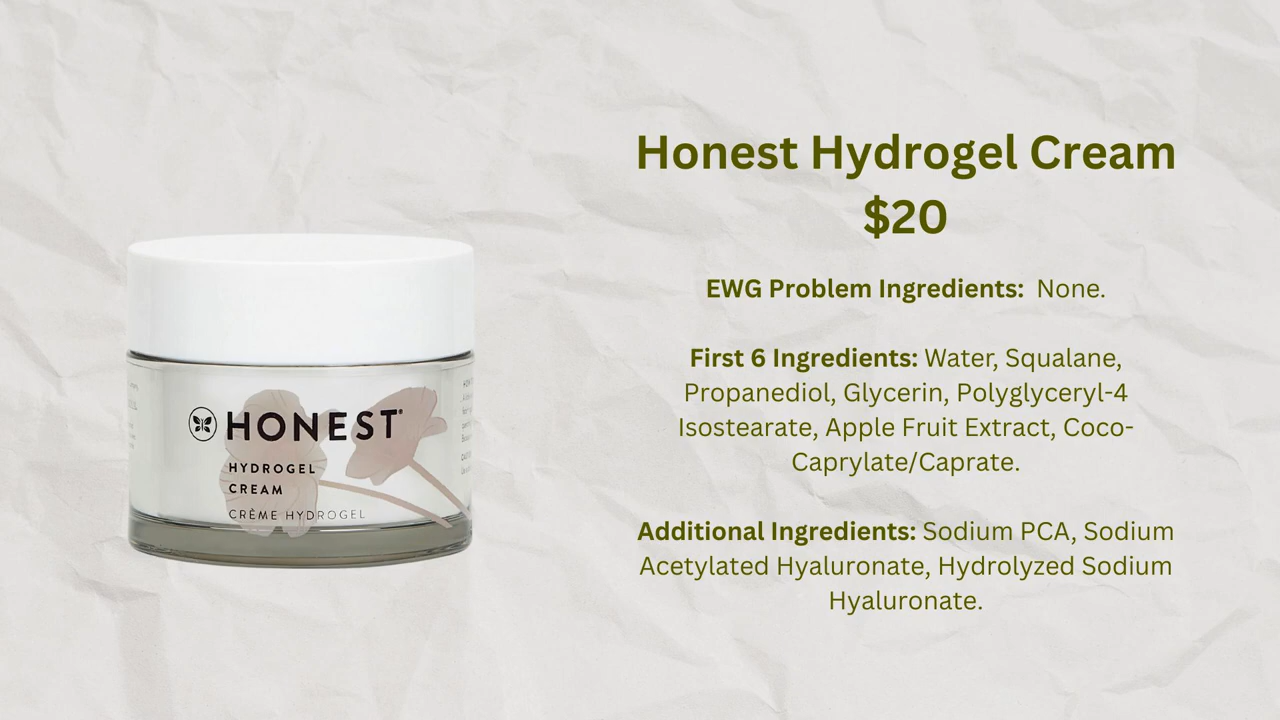 Honest Hydrogel Cream
$20
EWG Problem Ingredients: None.
First 6 Ingredients: Water, Squalane,
Propanediol, Glycerin, Polyglyceryl-4
Isostearate, Apple Fruit Extract, Coco-
Caprylate/Caprate.
Additional Ingredients: Sodium PCA, Sodium
Acetylated Hyaluronate, Hydrolyzed Sodium
Hyaluronate.
HONEST
HYDROGEL
CREAM
CRÈME HYDROGEL